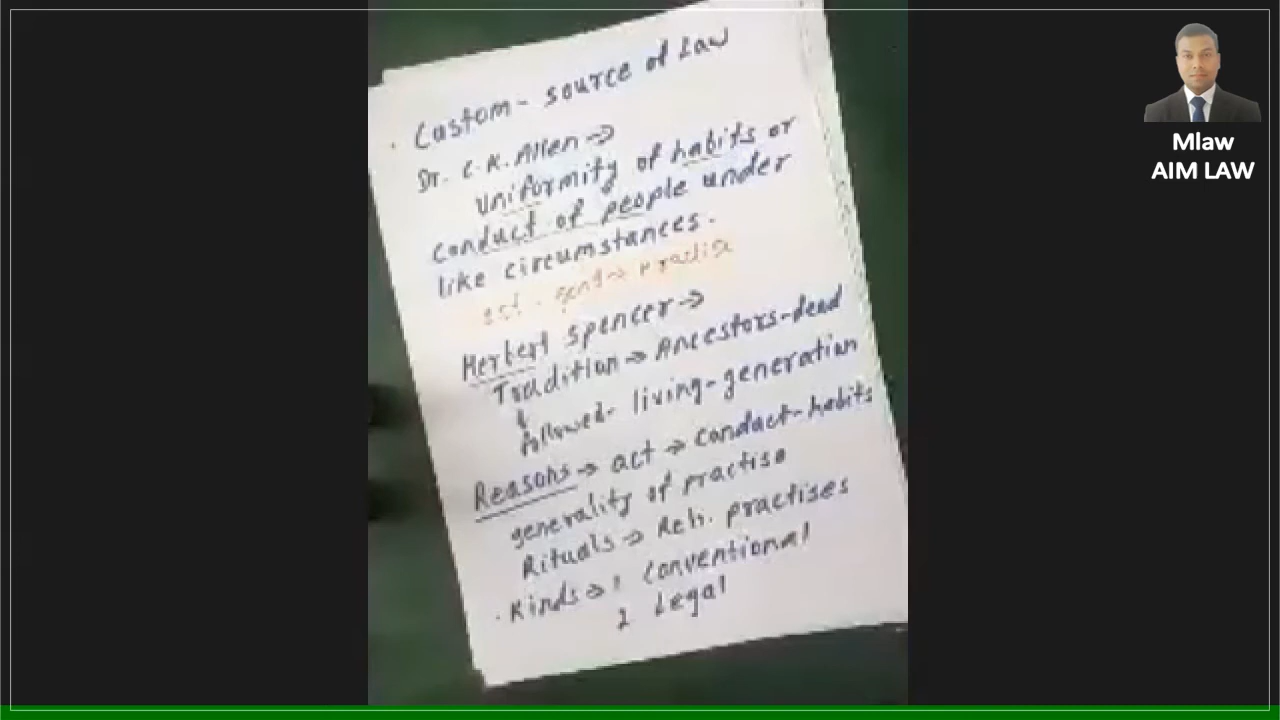 Custom - source of Law
Dr. C.K. Allen →
Uniformity of habits or
conduct of people under
like circumstances.
practise
Herbert Spencer →
Tradition → Ancestors-dead
↓
followed- living-generation
Reasons → act → conduct-habits
generality of practise
Rituals → Reli. practises
Kinds → 1 Conventional
2 Legal
Mlaw
AIM LAW